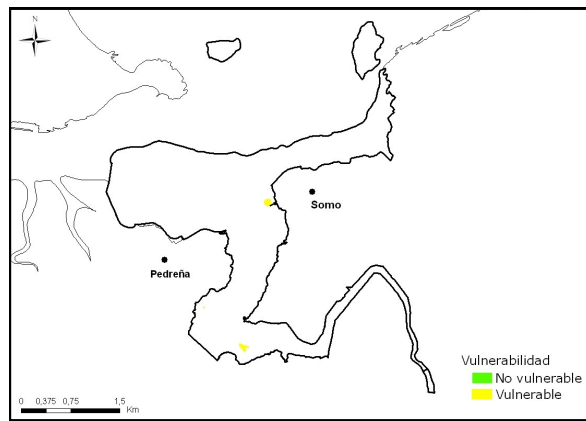 N
Somo
Pedreña
Vulnerabilidad
No vulnerable
Vulnerable
0 0,375 0,75 1,5
Km